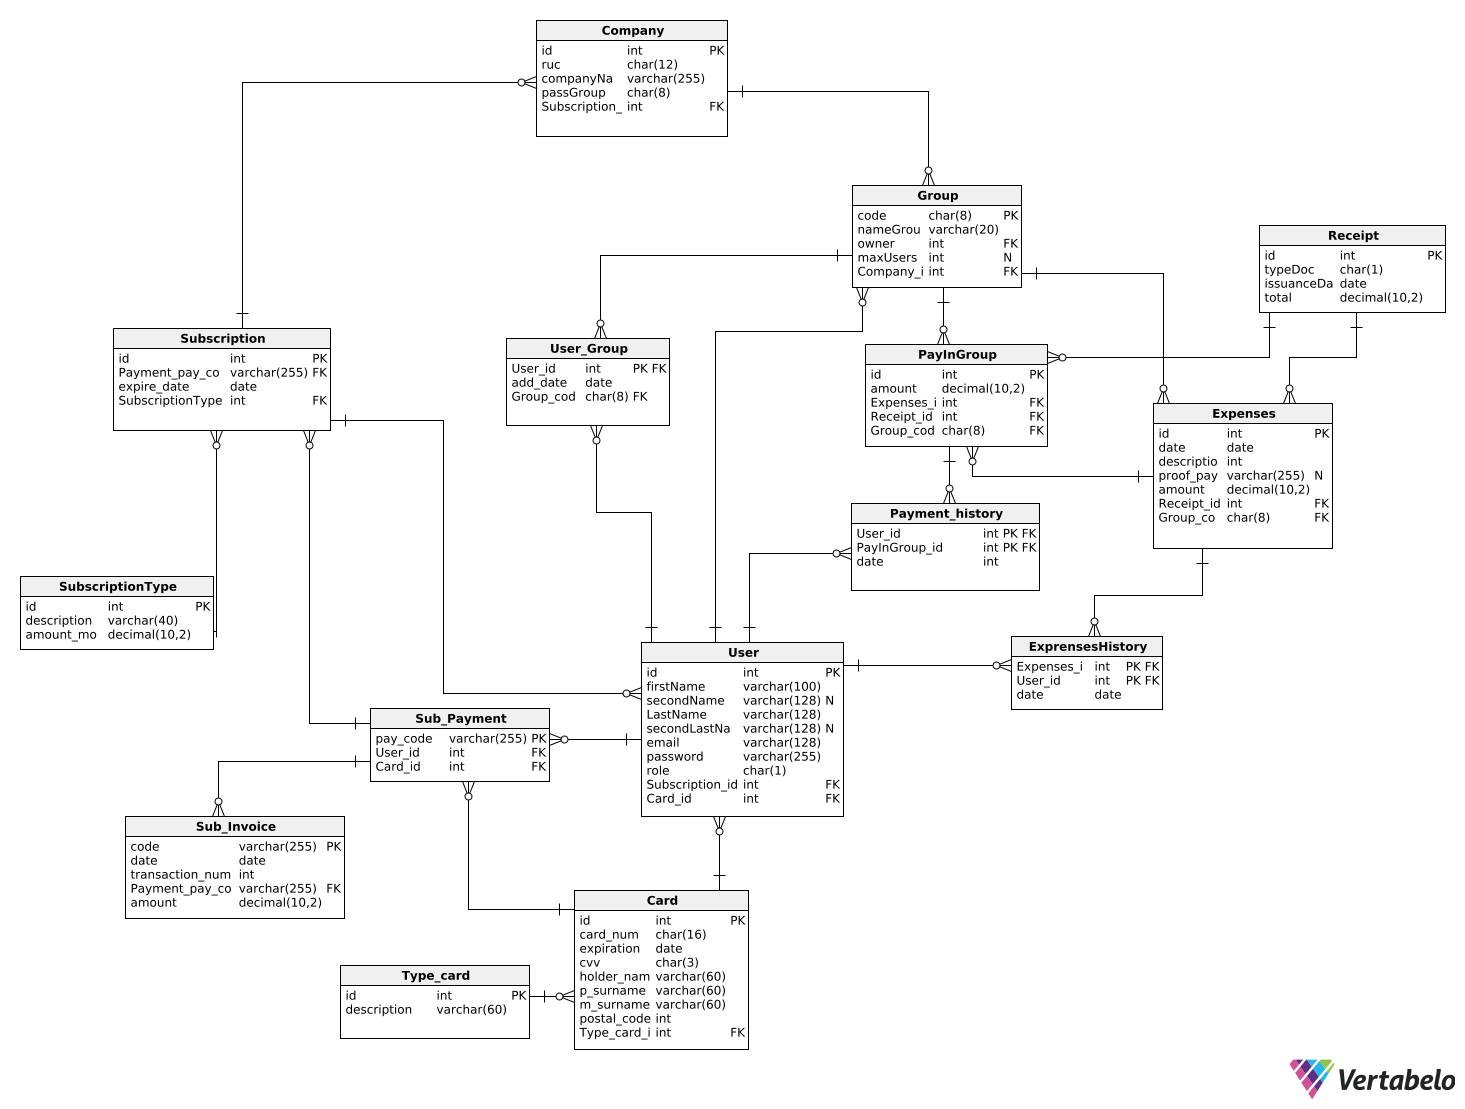 Company
id int PK
ruc char(12)
companyNa varchar(255)
passGroup char(8)
Subscription_ int FK
Group
code char(8) PK
nameGrou varchar(20)
owner int FK
maxUsers int N
Company_i int FK
Receipt
id int PK
typeDoc char(1)
issuanceDa date
total decimal(10,2)
Subscription
id int PK
Payment_pay_co varchar(255) FK
expire_date date
SubscriptionType int FK
User_Group
User_id int PK FK
add_date date
Group_cod char(8) FK
PayInGroup
id int PK
amount decimal(10,2)
Expenses_i int FK
Receipt_id int FK
Group_cod char(8) FK
Expenses
id int PK
date date
descriptio int
proof_pay varchar(255) N
amount decimal(10,2)
Receipt_id int FK
Group_co char(8) FK
Payment_history
User_id int PK FK
PayInGroup_id int PK FK
date int
SubscriptionType
id int PK
description varchar(40)
amount_mo decimal(10,2)
User
id int PK
firstName varchar(100)
secondName varchar(128) N
LastName varchar(128)
secondLastNa varchar(128) N
email varchar(128)
password varchar(255)
role char(1)
Subscription_id int FK
Card_id int FK
ExprensesHistory
Expenses_i int PK FK
User_id int PK FK
date date
Sub_Payment
pay_code varchar(255) PK
User_id int FK
Card_id int FK
Sub_Invoice
code varchar(255) PK
date date
transaction_num int
Payment_pay_co varchar(255) FK
amount decimal(10,2)
Card
id int PK
card_num char(16)
expiration date
cvv char(3)
holder_nam varchar(60)
p_surname varchar(60)
m_surname varchar(60)
postal_code int
Type_card_i int FK
Type_card
id int PK
description varchar(60)
Vertabelo